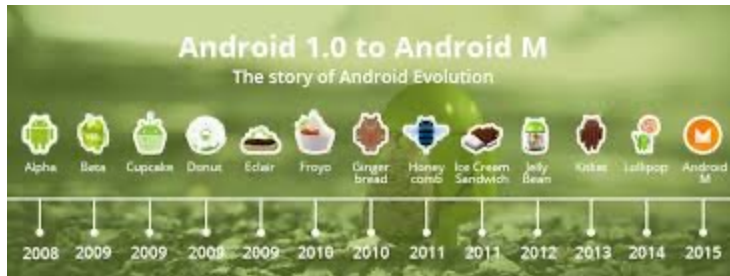 Android 1.0 to Android M
The story of Android Evolution
Alpha Beta Cupcake Donut Eclair Froyo Ginger Honey Ice Cream Jelly Kitkat Lollipop Android
bread comb Sandwich Bean M
2008 2009 2009 2009 2009 2010 2010 2011 2011 2012 2013 2014 2015